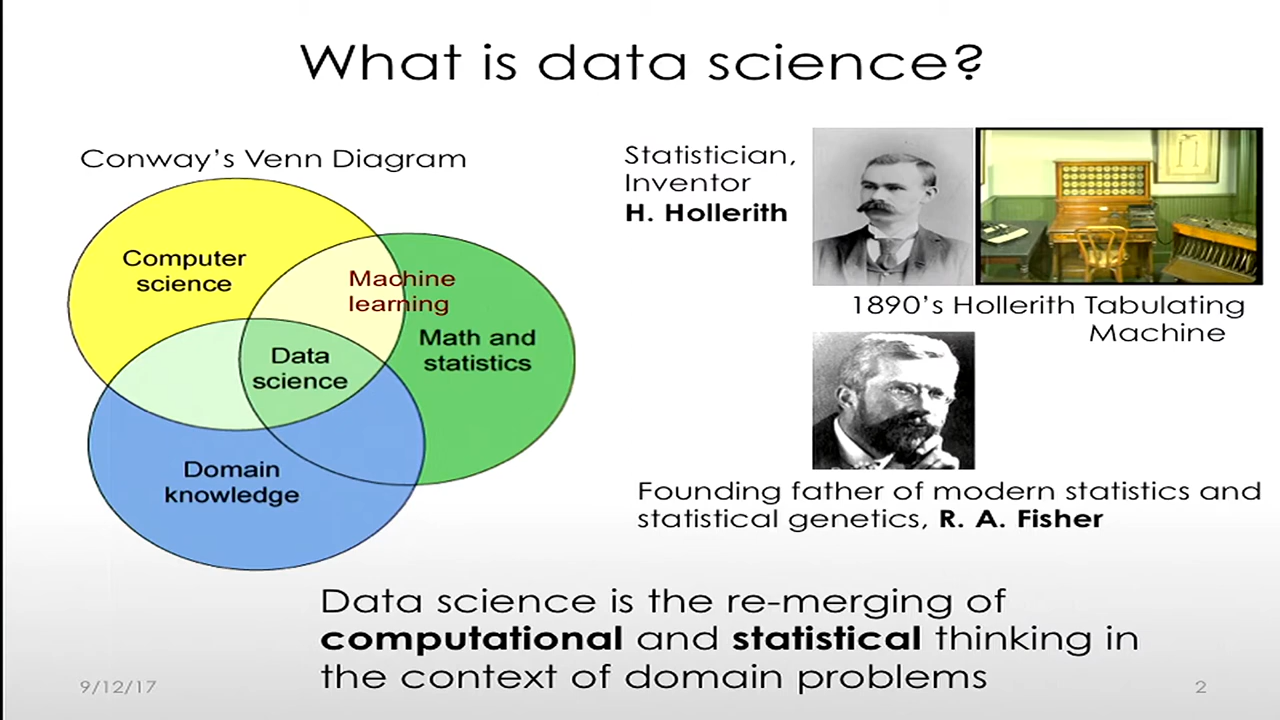 What is data science?
Conway's Venn Diagram
Computer
science
Machine
learning
Math and
statistics
Data
science
Domain
knowledge
Statistician,
Inventor
H. Hollerith
1890's Hollerith Tabulating
Machine
Founding father of modern statistics and
statistical genetics, R. A. Fisher
Data science is the re-merging of
computational and statistical thinking in
the context of domain problems
9/12/17
2